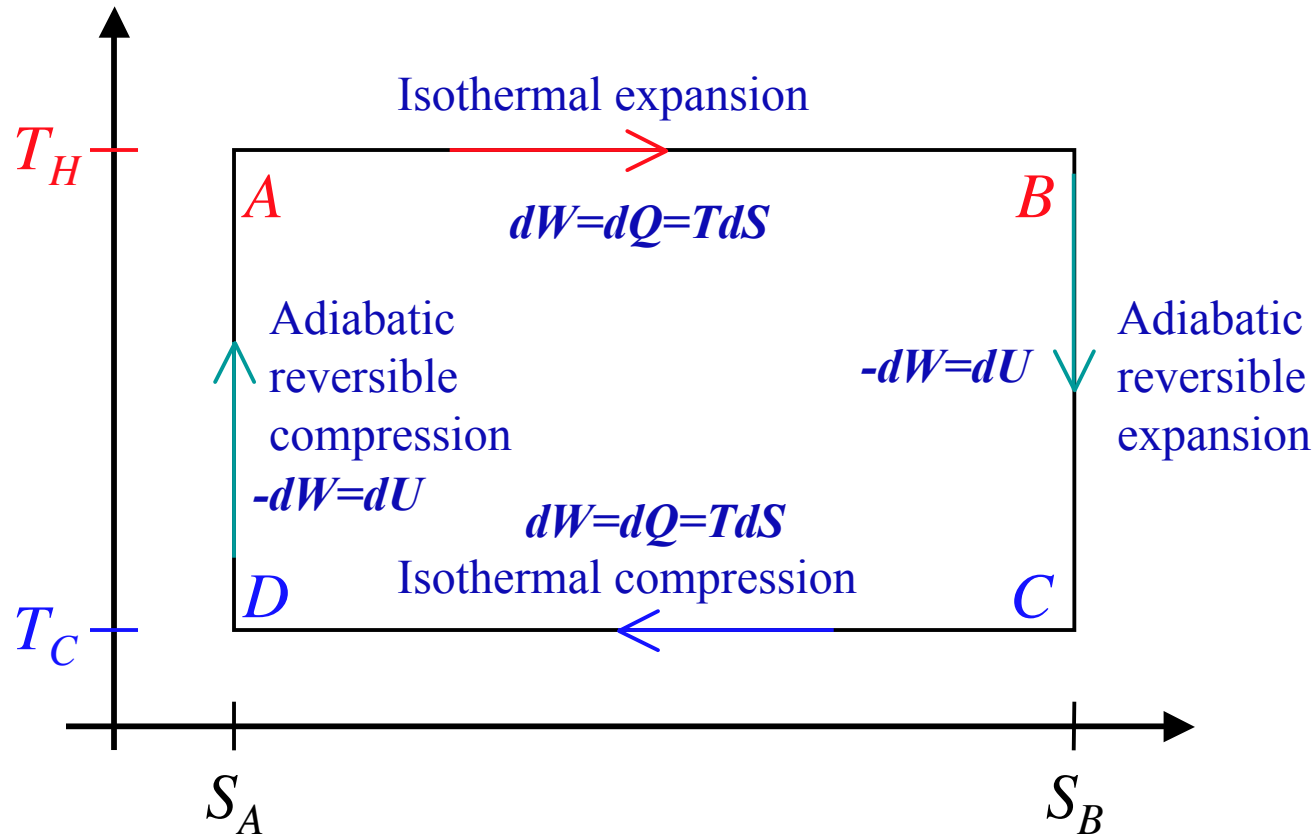 Isothermal expansion
T_H
A
B
dW=dQ=TdS
Adiabatic
reversible
compression
-dW=dU
-dW=dU
Adiabatic
reversible
expansion
dW=dQ=TdS
Isothermal compression
D
C
T_C
S_A
S_B